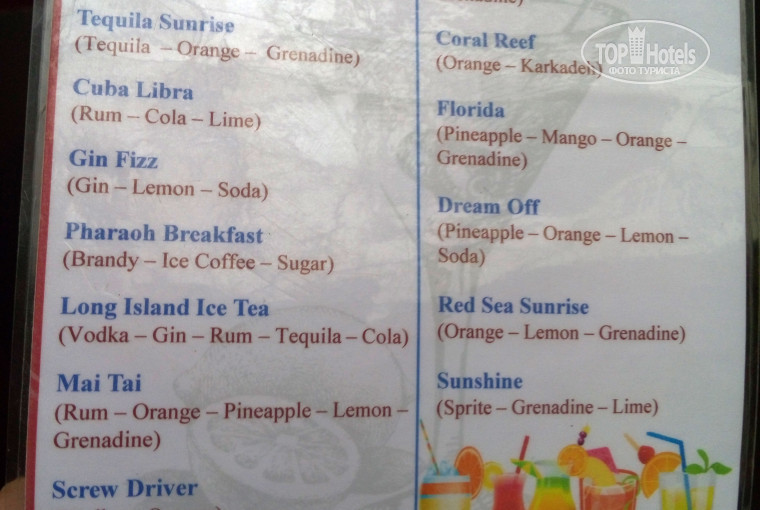 Tequila Sunrise
(Tequila – Orange – Grenadine)
Cuba Libra
(Rum – Cola – Lime)
Gin Fizz
(Gin – Lemon – Soda)
Pharaoh Breakfast
(Brandy – Ice Coffee – Sugar)
Long Island Ice Tea
(Vodka – Gin – Rum – Tequila – Cola)
Mai Tai
(Rum – Orange – Pineapple – Lemon –
Grenadine)
Screw Driver
Coral Reef
(Orange – Karkadeh)
Florida
(Pineapple – Mango – Orange –
Grenadine)
Dream Off
(Pineapple – Orange – Lemon –
Soda)
Red Sea Sunrise
(Orange – Lemon – Grenadine)
Sunshine
(Sprite – Grenadine – Lime)
TOP Hotels
ФОТО ТУРИСТА